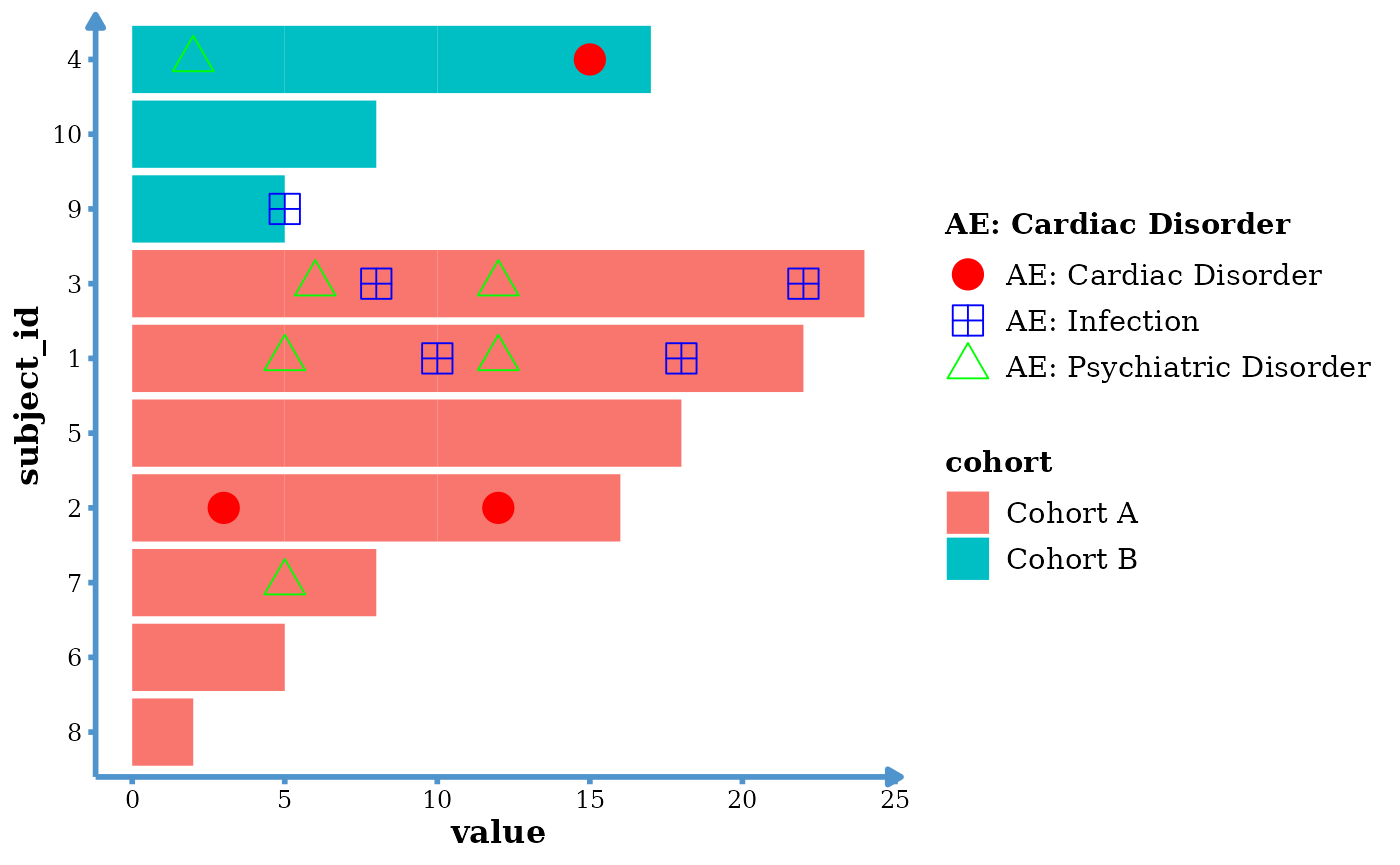 4
10
9
3
1
5
2
7
6
8
subject_id
0 5 10 15 20 25
value
AE: Cardiac Disorder
AE: Cardiac Disorder
AE: Infection
AE: Psychiatric Disorder
cohort
Cohort A
Cohort B